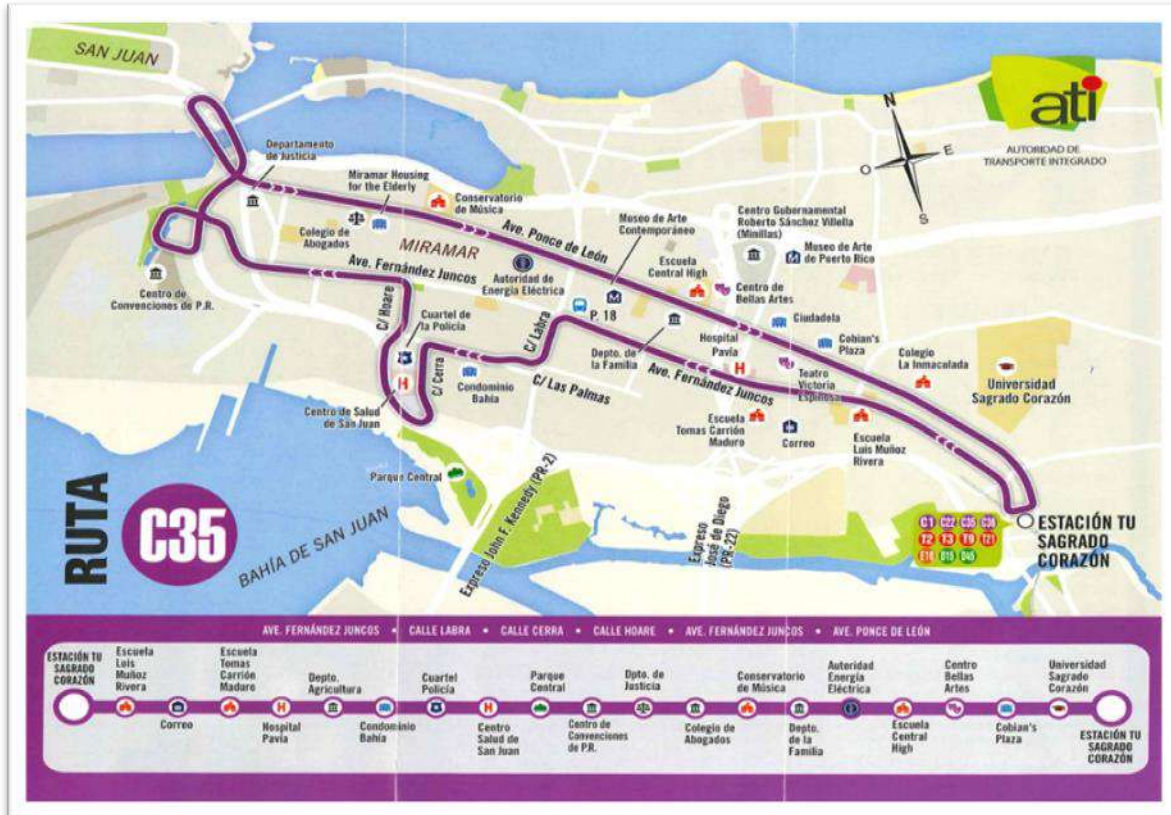 SAN JUAN
Departamento
de Justicia
Miramar Housing
for the Elderly
Conservatorio
de Música
Colegio de
Abogados
MIRAMAR
Ave. Ponce de León
Ave. Fernández Juncos
Autoridad de
Energía Eléctrica
Museo de Arte
Contemporáneo
Centro Gubernamental
Roberto Sánchez Vilella
(Minillas)
Museo de Arte
de Puerto Rico
Escuela
Central High
Centro de
Bellas Artes
Centro de
Convenciones de P.R.
C/ Hoare
Cuartel de
la Policía
C/ Labra
P. 18
Depto. de
la Familia
Hospital
Pavía
Ciudadela
Cobian's
Plaza
Colegio
La Inmaculada
Universidad
Sagrado Corazón
C/ Cerra
Condominio
Bahía
C/ Las Palmas
Ave. Fernández Juncos
Teatro
Victoria
Espinosa
Centro de Salud
de San Juan
H
H
Escuela
Tomas Carrión
Maduro
Correo
Escuela
Luis Muñoz
Rivera
Parque Central
BAHÍA DE SAN JUAN
Expreso John F. Kennedy (PR-2)
Expreso
José de Diego
(PR-22)
N
O E
S
ati
AUTORIDAD DE
TRANSPORTE INTEGRADO
C1 C22 C35 C36
T2 T3 T9 T21
E10 D15 D45
ESTACIÓN TU
SAGRADO
CORAZÓN
RUTA
C35
AVE. FERNÁNDEZ JUNCOS • CALLE LABRA • CALLE CERRA • CALLE HOARE • AVE. FERNÁNDEZ JUNCOS • AVE. PONCE DE LEÓN
ESTACIÓN TU
SAGRADO
CORAZÓN
Escuela
Luis
Muñoz
Rivera
Correo
Escuela
Tomas
Carrión
Maduro
Hospital
Pavía
Depto.
Agricultura
Condominio
Bahía
Cuartel
Policía
Centro
Salud de
San Juan
Parque
Central
Centro de
Convenciones
de P.R.
Dpto. de
Justicia
Colegio de
Abogados
Conservatorio
de Música
Depto.
de la
Familia
Autoridad
Energía
Eléctrica
Escuela
Central
High
Centro
Bellas
Artes
Cobian's
Plaza
Universidad
Sagrado
Corazón
ESTACIÓN TU
SAGRADO
CORAZÓN